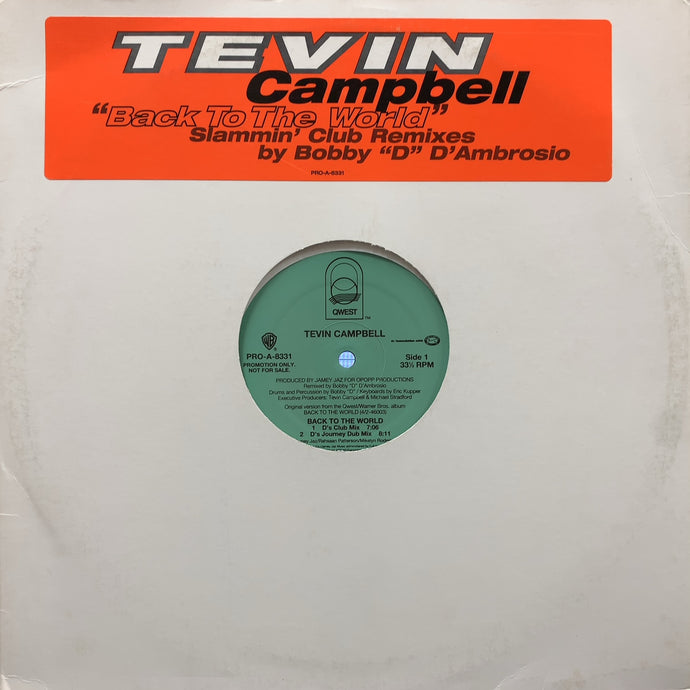 TEVIN
Campbell
“Back To The World”
Slammin’ Club Remixes
by Bobby “D” D’Ambrosio
PRO-A-8331
QWEST
TM
TEVIN CAMPBELL
PRO-A-8331
PROMOTION ONLY.
NOT FOR SALE.
Side 1
33⅓ RPM
PRODUCED BY JAMEY JAZ FOR OPOPP PRODUCTIONS
Remixed by Bobby "D" D'Ambrosio
Drums and Percussion by Bobby "D" / Keyboards by Eric Kupper
Executive Producers: Tevin Campbell & Michael Stradford
Original version from the Qwest/Warner Bros. album
BACK TO THE WORLD (4/2-46003)
BACK TO THE WORLD
1 D's Club Mix 7:06
2 D's Journey Dub Mix 8:11